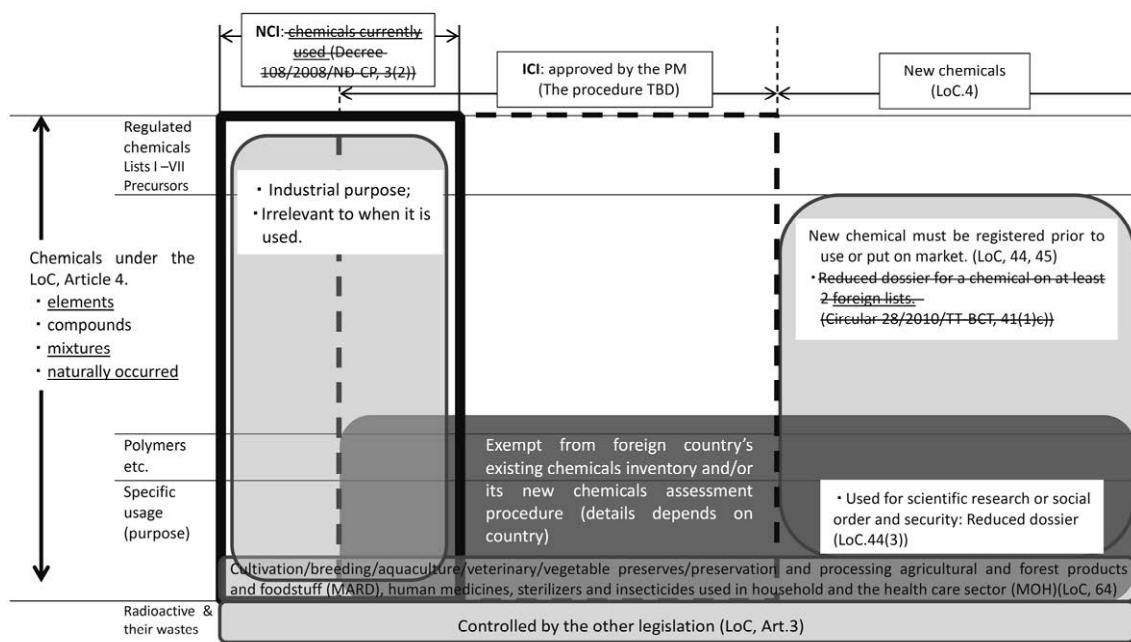 NCI: chemicals currently
used (Decree
108/2008/NĐ-CP, 3(2))
ICI: approved by the PM
(The procedure TBD)
New chemicals
(LoC.4)
Regulated
chemicals
Lists I –VII
Precursors
・Industrial purpose;
・Irrelevant to when it is
used.
New chemical must be registered prior to
use or put on market. (LoC, 44, 45)
・Reduced dossier for a chemical on at least
2 foreign lists.
(Circular 28/2010/TT-BCT, 41(1)c))
Chemicals under the
LoC, Article 4.
・elements
・compounds
・mixtures
・naturally occurred
Polymers
etc.
Exempt from foreign country's
existing chemicals inventory and/or
its new chemicals assessment
procedure (details depends on
country)
Specific
usage
(purpose)
・Used for scientific research or social
order and security: Reduced dossier
(LoC.44(3))
Cultivation/breeding/aquaculture/veterinary/vegetable preserves/preservation and processing agricultural and forest products
and foodstuff (MARD), human medicines, sterilizers and insecticides used in household and the health care sector (MOH)(LoC, 64)
Radioactive &
their wastes
Controlled by the other legislation (LoC, Art.3)